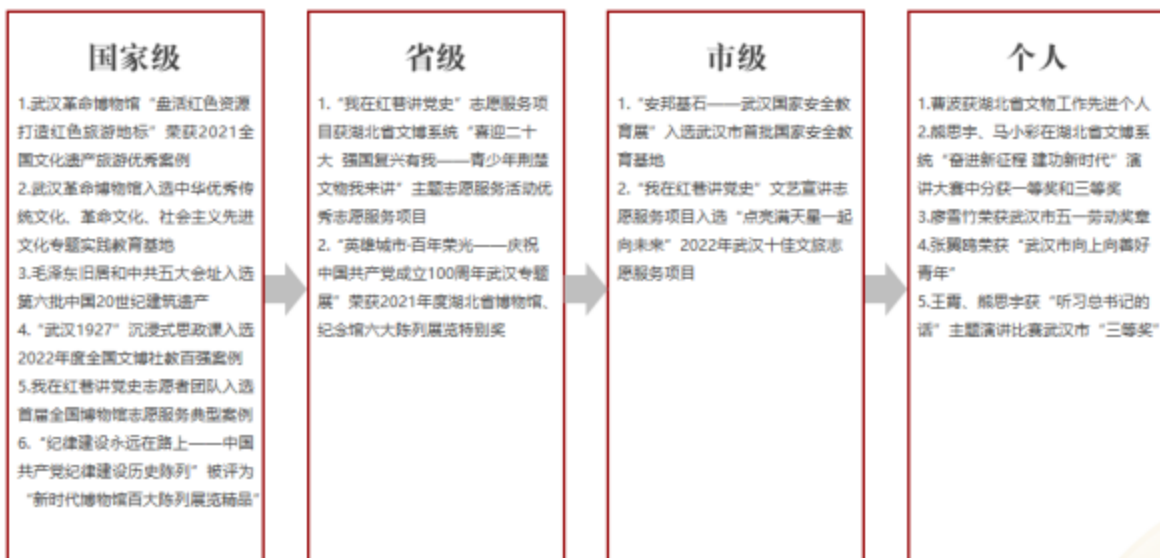 国家级
1.武汉革命博物馆“盘活红色资源
打造红色旅游地标”荣获2021全
国文化遗产旅游优秀案例
2.武汉革命博物馆入选中华优秀传
统文化、革命文化、社会主义先进
文化专题实践教育基地
3.毛泽东旧居和中共五大会址入选
第六批中国20世纪建筑遗产
4.“武汉1927”沉浸式思政课入选
2022年度全国文博社教百强案例
5.我在红巷讲党史志愿者团队入选
首届全国博物馆志愿服务典型案例
6.“纪律建设永远在路上——中国
共产党纪律建设历史陈列”被评为
“新时代博物馆百大陈列展览精品”
省级
1.“我在红巷讲党史”志愿服务项
目获湖北省文博系统“喜迎二十
大 强国复兴有我——青少年荆楚
文物我来讲”主题志愿服务活动优
秀志愿服务项目
2.“英雄城市·百年荣光——庆祝
中国共产党成立100周年武汉专题
展”荣获2021年度湖北省博物馆、
纪念馆六大陈列展览特别奖
市级
1.“安邦基石——武汉国家安全教
育展”入选武汉市首批国家安全教
育基地
2.“我在红巷讲党史”文艺宣讲志
愿服务项目入选“点亮满天星一起
向未来”2022年武汉十佳文旅志
愿服务项目
个人
1.曹波获湖北省文物工作先进个人
2.熊思宇、马小彩在湖北省文博系
统“奋进新征程 建功新时代”演
讲大赛中分获一等奖和三等奖
3.廖雪竹荣获武汉市五一劳动奖章
4.张翼鸥荣获“武汉市向上向善好
青年”
5.王霞、熊思宇获“听习总书记的
话”主题演讲比赛武汉市“三等奖”